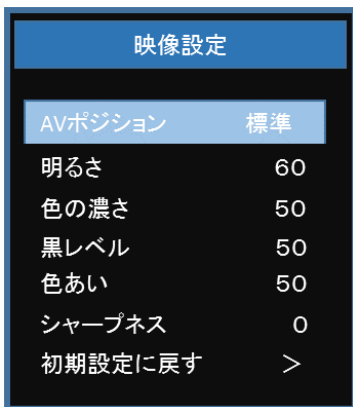 映像設定
AVポジション 標準
明るさ 60
色の濃さ 50
黒レベル 50
色あい 50
シャープネス 0
初期設定に戻す ＞